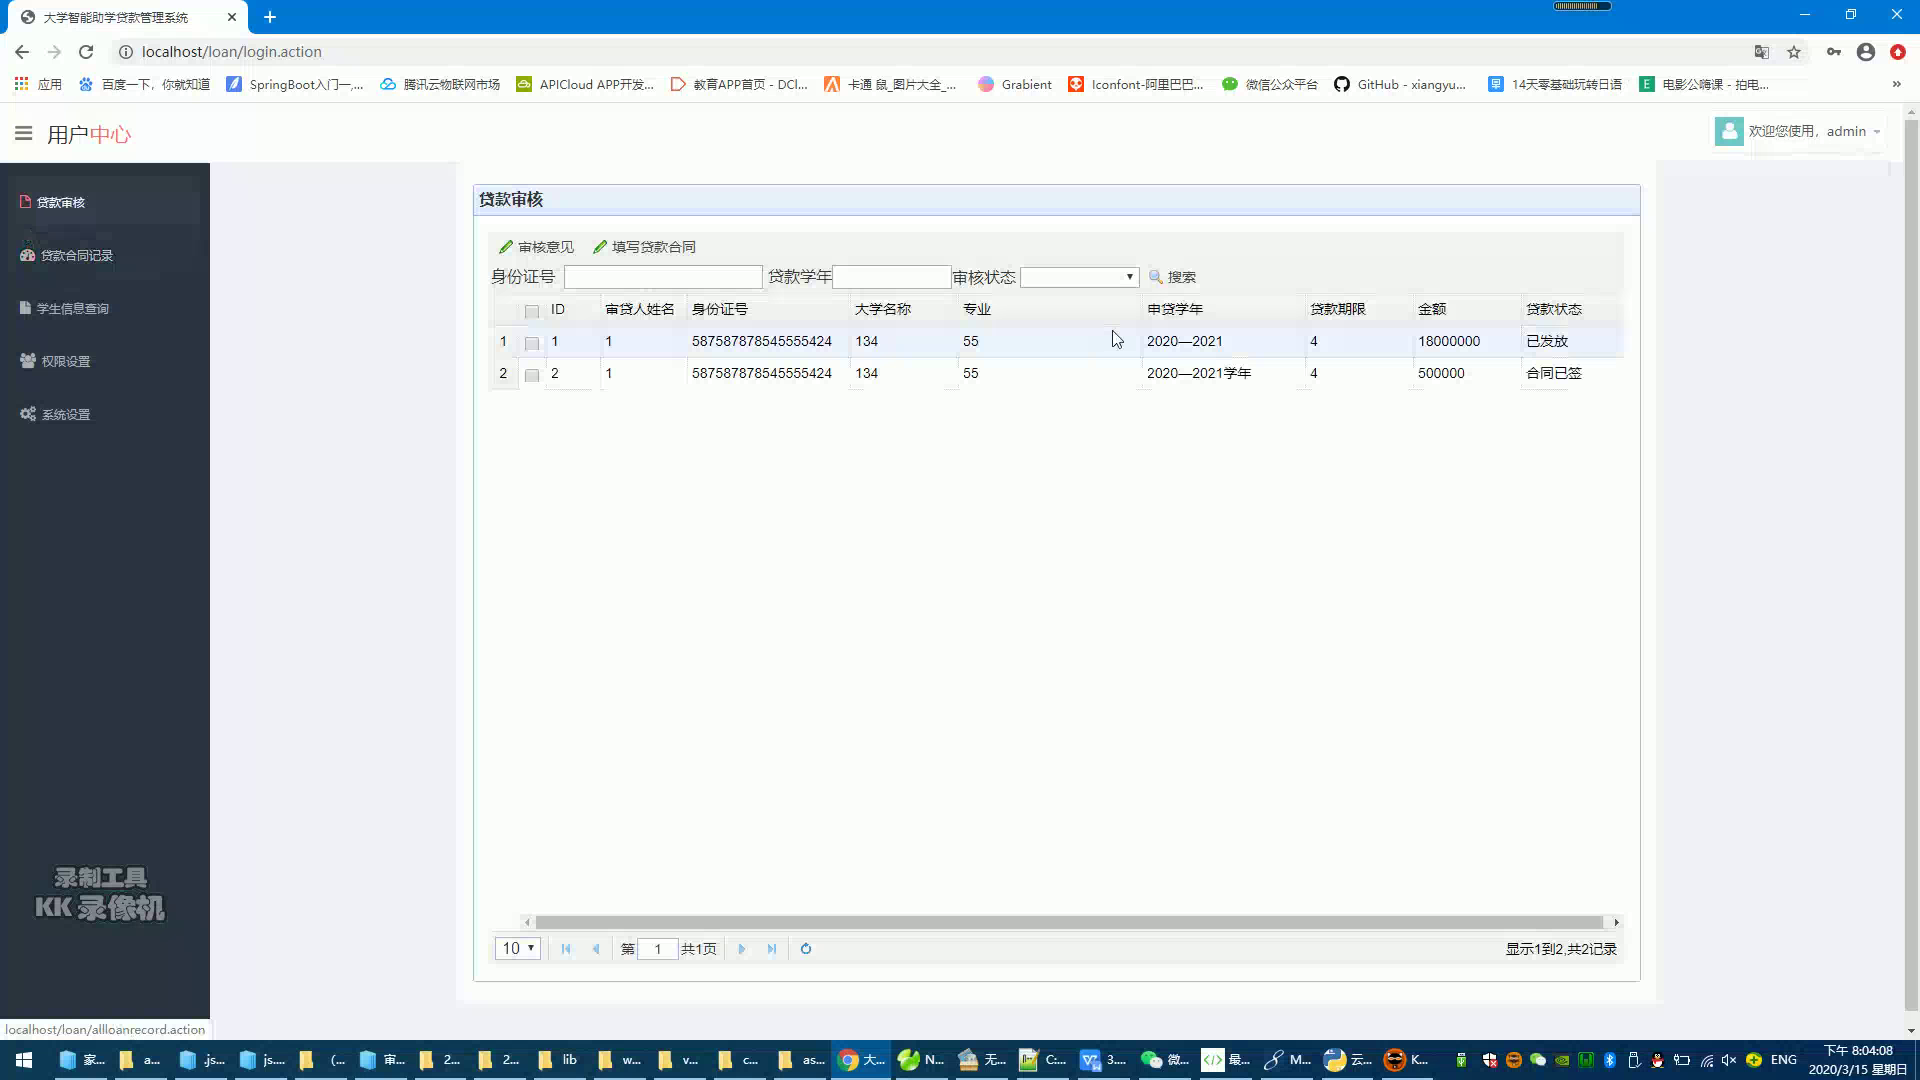 大学智能助学贷款管理系统
localhost/loan/login.action
应用
百度一下，你就知道
SpringBoot入门一,...
腾讯云物联网市场
APICloud APP开发...
教育APP首页 - DCl...
卡通 鼠_图片大全_...
Grabient
Iconfont-阿里巴巴...
微信公众平台
GitHub - xiangyu...
14天零基础玩转日语
电影公嗨课 - 拍电...
用户中心
欢迎您使用，admin
贷款审核
贷款合同记录
学生信息查询
权限设置
系统设置
贷款审核
审核意见 填写贷款合同
身份证号 贷款学年 审核状态 搜索
ID 审贷人姓名 身份证号 大学名称 专业 申贷学年 贷款期限 金额 贷款状态
1 1 1 587587878545555424 134 55 2020—2021 4 18000000 已发放
2 2 1 587587878545555424 134 55 2020—2021学年 4 500000 合同已签
录制工具
KK 录像机
10 第 1 共1页 显示1到2,共2记录
localhost/loan/allloanrecord.action
家... a... .js... js.... (... 审... 2... 2... lib w... v... c... as... 大... N... 无... C:... 3.... 微... 最... M... 云... K...
ENG
下午 8:04:08
2020/3/15 星期日